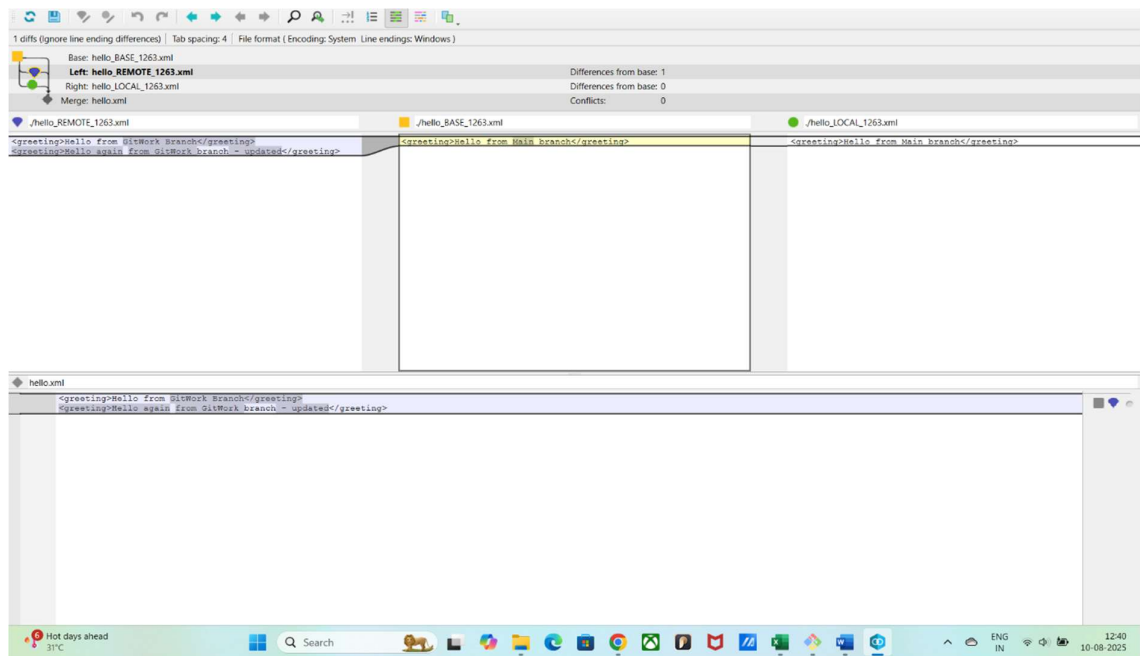 1 diffs (Ignore line ending differences) Tab spacing: 4 File format ( Encoding: System Line endings: Windows )
Base: hello_BASE_1263.xml
Left: hello_REMOTE_1263.xml Differences from base: 1
Right: hello_LOCAL_1263.xml Differences from base: 0
Merge: hello.xml Conflicts: 0
./hello_REMOTE_1263.xml ./hello_BASE_1263.xml ./hello_LOCAL_1263.xml
<greeting>Hello from GitWork Branch</greeting> <greeting>Hello from Main branch</greeting> <greeting>Hello from Main branch</greeting>
<greeting>Hello again from GitWork branch - updated</greeting>
hello.xml
<greeting>Hello from GitWork Branch</greeting>
<greeting>Hello again from GitWork branch - updated</greeting>
6 Hot days ahead Search ENG 12:40
31°C IN 10-08-2025